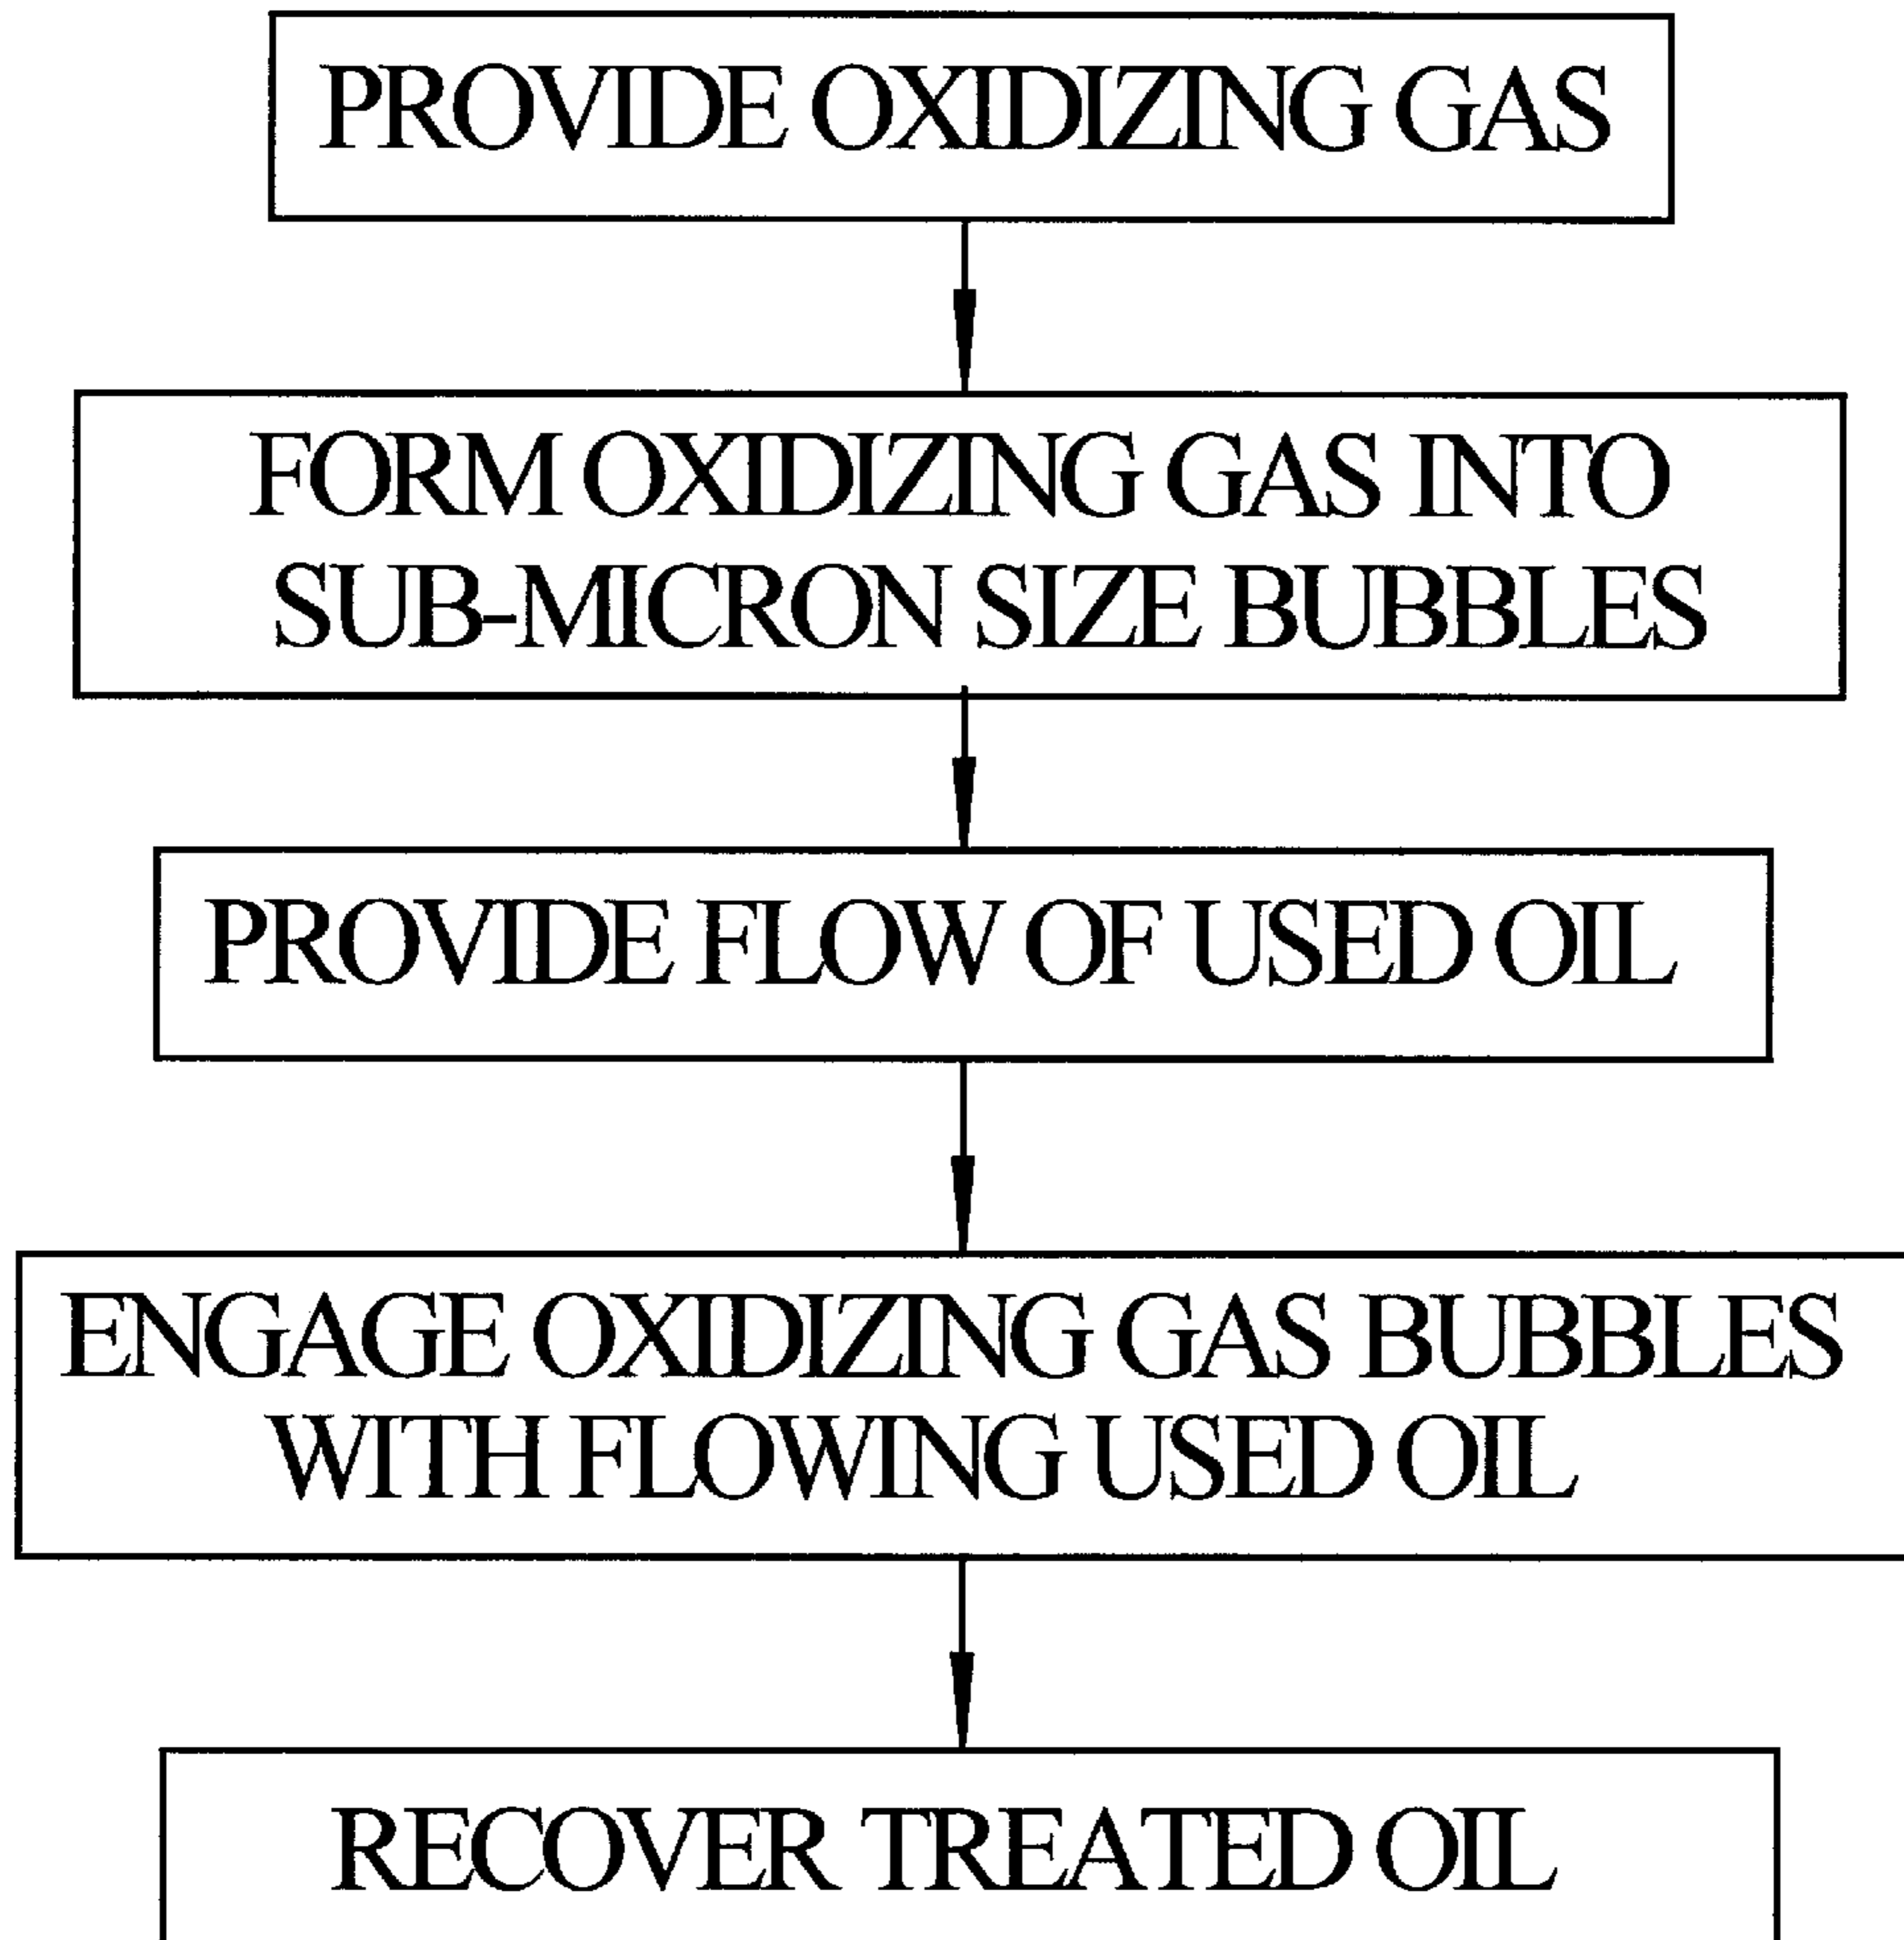 PROVIDE OXIDIZING GAS
FORM OXIDIZING GAS INTO
SUB-MICRON SIZE BUBBLES
PROVIDE FLOW OF USED OIL
ENGAGE OXIDIZING GAS BUBBLES
WITH FLOWING USED OIL
RECOVER TREATED OIL